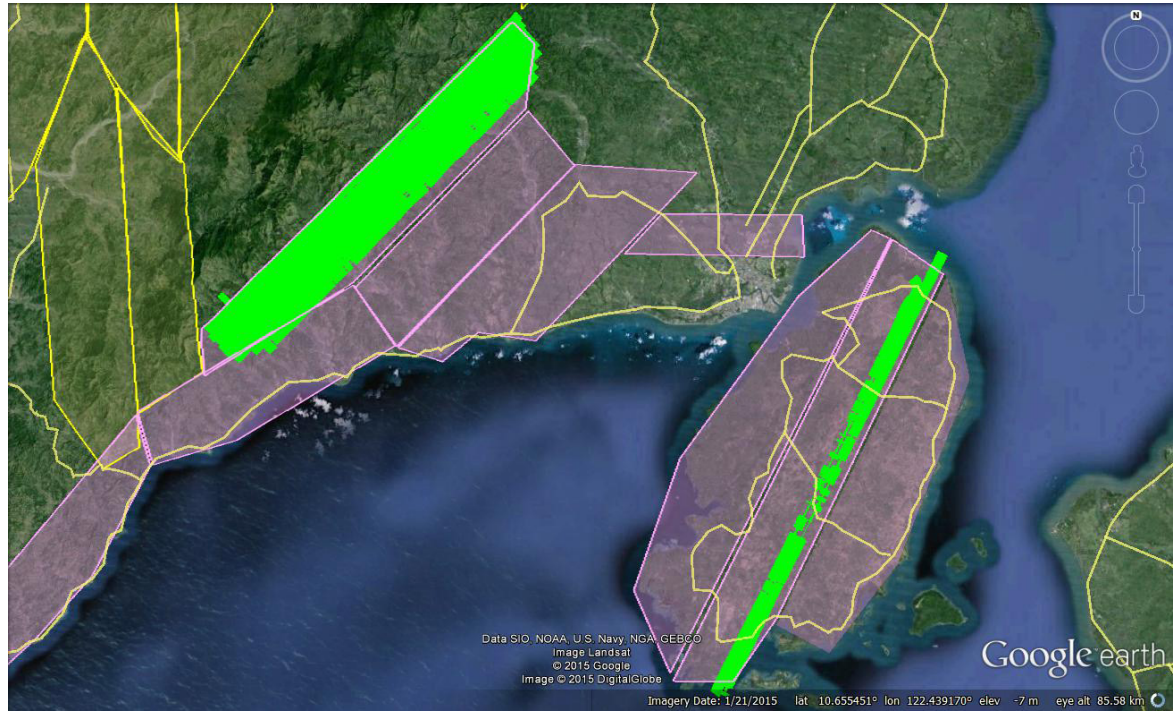 N
Data SIO, NOAA, U.S. Navy, NGA, GEBCO
Image Landsat
© 2015 Google
Image © 2015 DigitalGlobe
Google earth
Imagery Date: 1/21/2015 lat 10.655451° lon 122.439170° elev -7 m eye alt 85.58 km